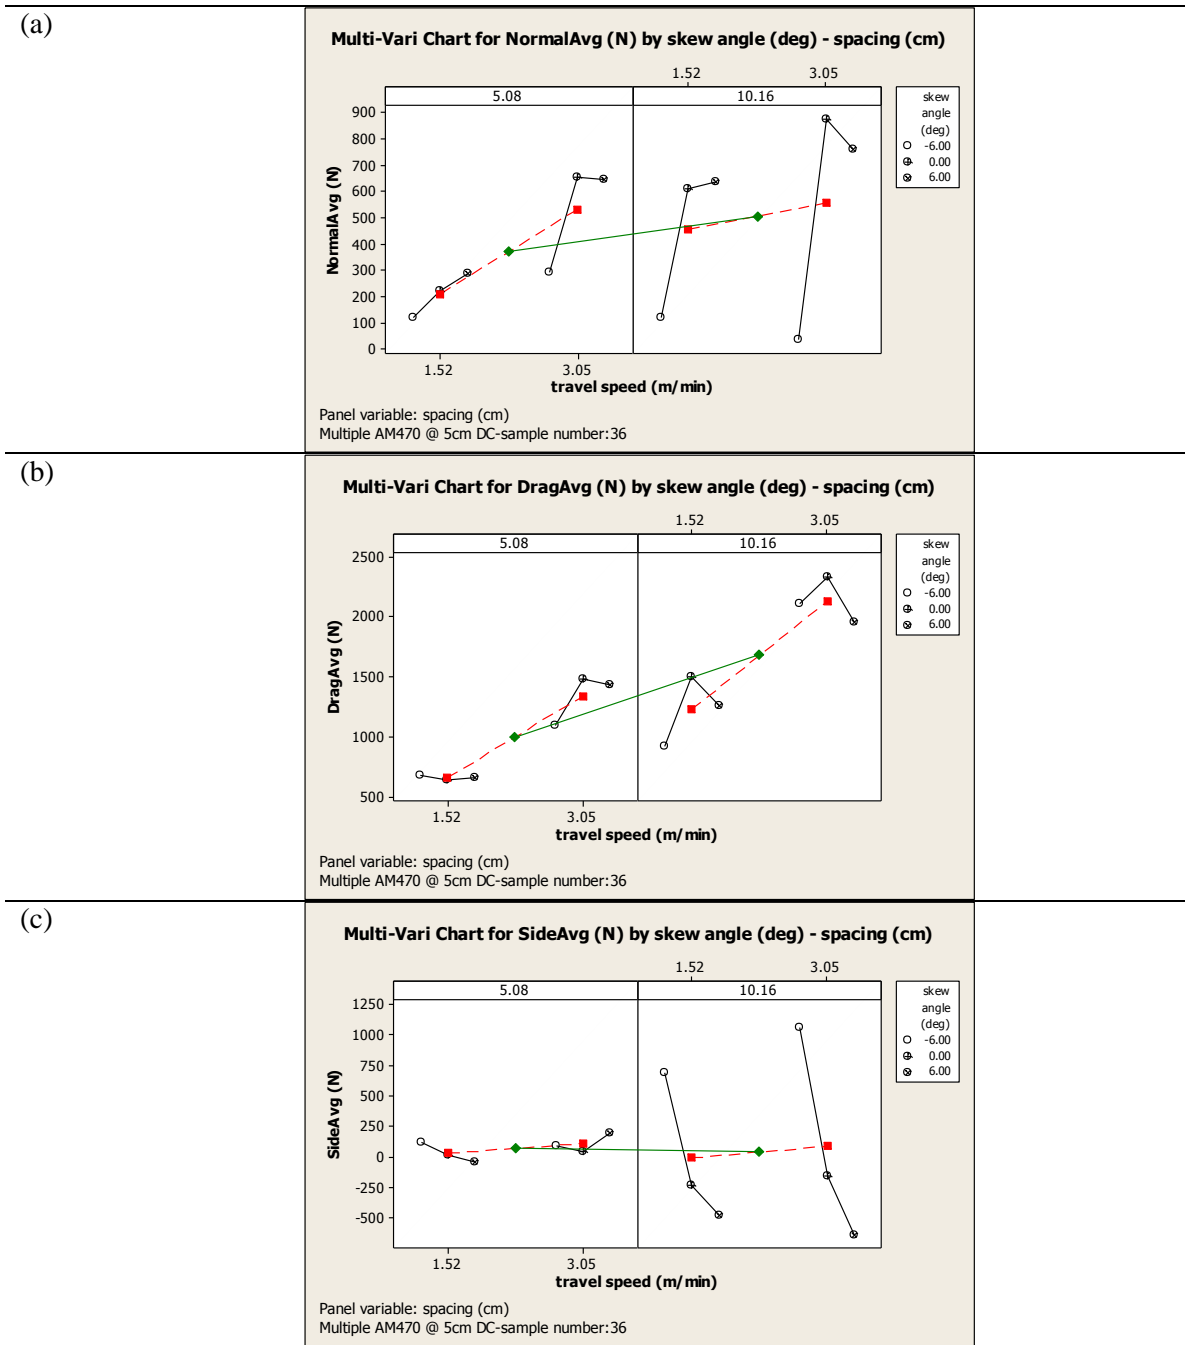 (a)
Multi-Vari Chart for NormalAvg (N) by skew angle (deg) - spacing (cm)
1.52 3.05
5.08 10.16
skew
angle
(deg)
-6.00
0.00
6.00
900
800
700
600
500
400
300
200
100
0
NormalAvg (N)
1.52 3.05
travel speed (m/min)
Panel variable: spacing (cm)
Multiple AM470 @ 5cm DC-sample number:36
(b)
Multi-Vari Chart for DragAvg (N) by skew angle (deg) - spacing (cm)
1.52 3.05
5.08 10.16
skew
angle
(deg)
-6.00
0.00
6.00
2500
2000
1500
1000
500
DragAvg (N)
1.52 3.05
travel speed (m/min)
Panel variable: spacing (cm)
Multiple AM470 @ 5cm DC-sample number:36
(c)
Multi-Vari Chart for SideAvg (N) by skew angle (deg) - spacing (cm)
1.52 3.05
5.08 10.16
skew
angle
(deg)
-6.00
0.00
6.00
1250
1000
750
500
250
0
-250
-500
SideAvg (N)
1.52 3.05
travel speed (m/min)
Panel variable: spacing (cm)
Multiple AM470 @ 5cm DC-sample number:36